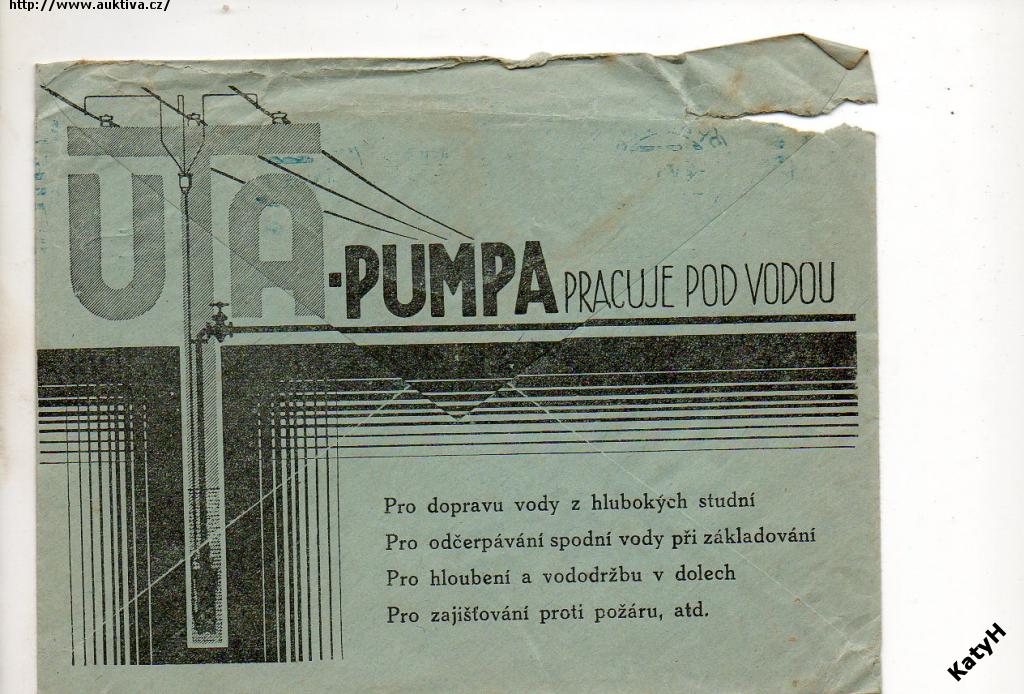 http://www.auktiva.cz/
UTA
-PUMPA PRACUJE POD VODOU
Pro dopravu vody z hlubokých studní
Pro odčerpávání spodní vody při základování
Pro hloubení a vododržbu v dolech
Pro zajišťování proti požáru, atd.
KatyH